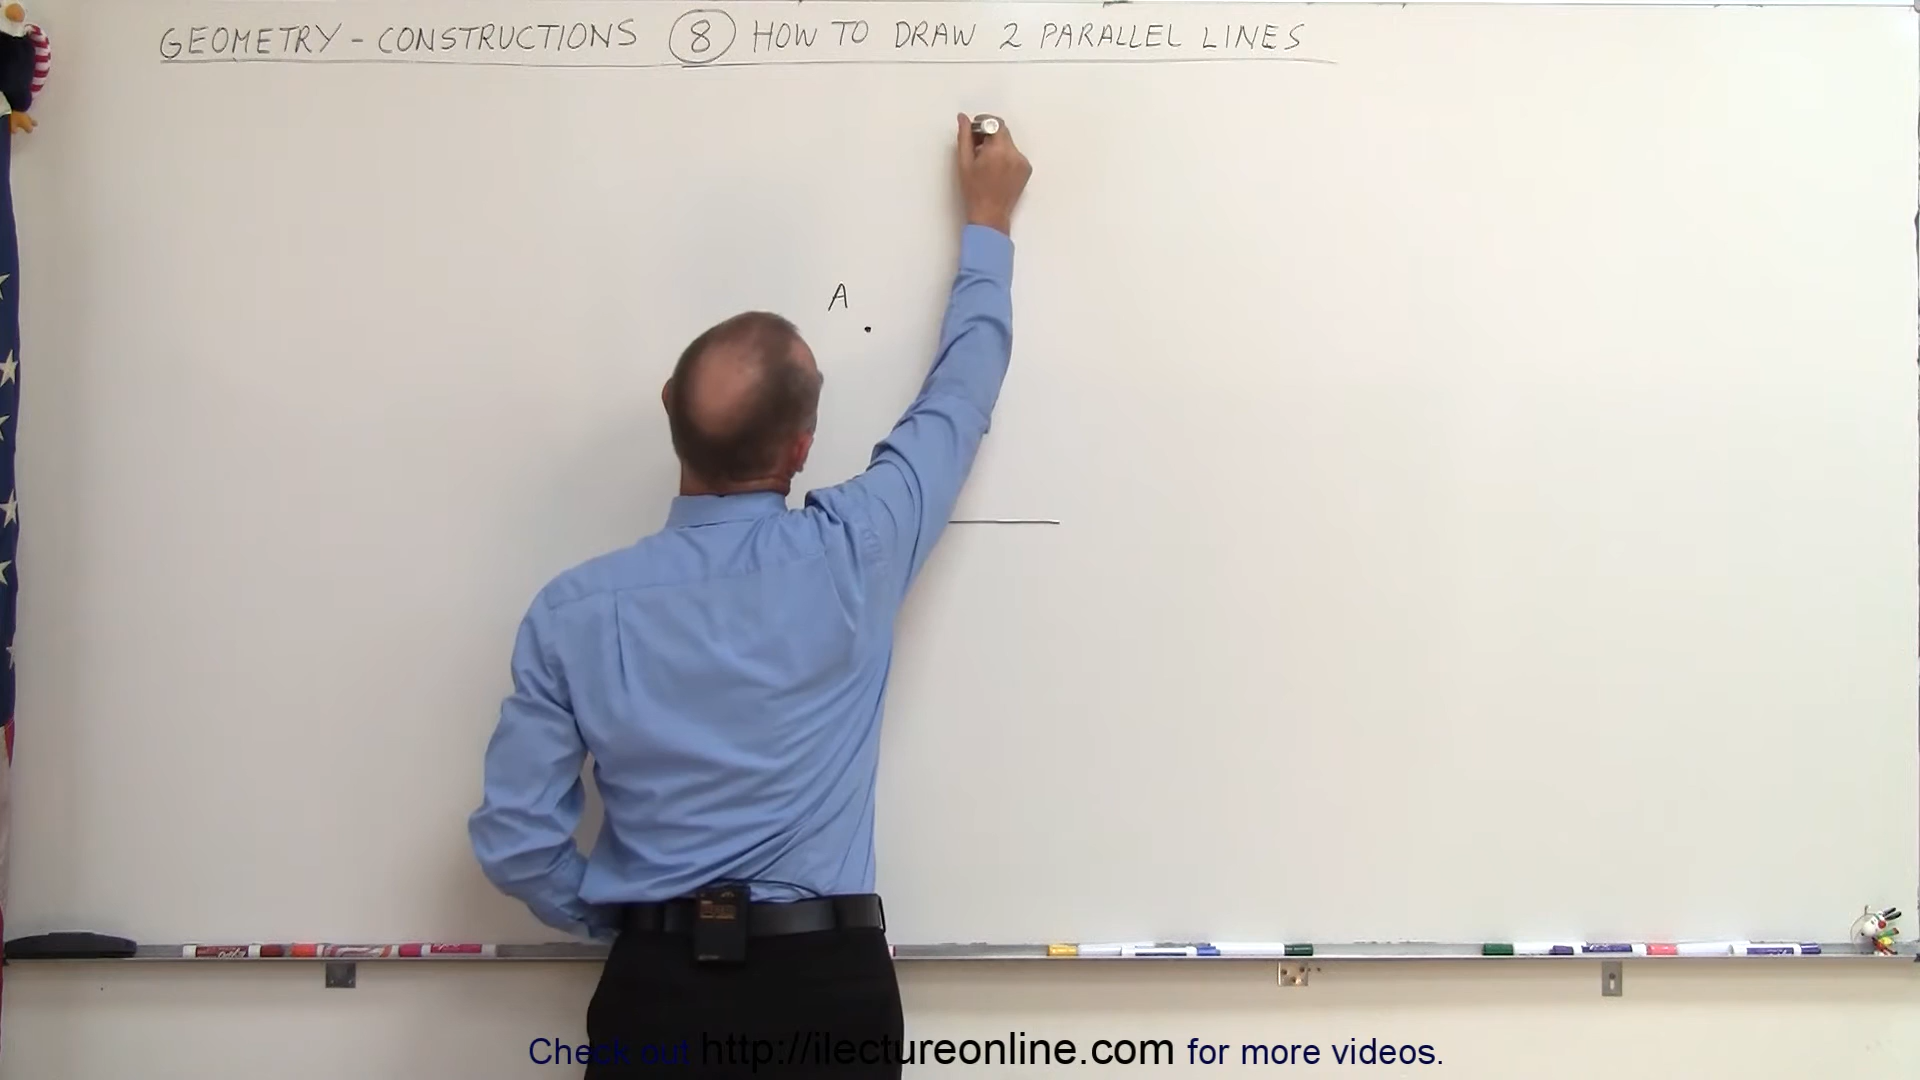 GEOMETRY - CONSTRUCTIONS 8 HOW TO DRAW 2 PARALLEL LINES
A
Check out http://ilectureonline.com for more videos.